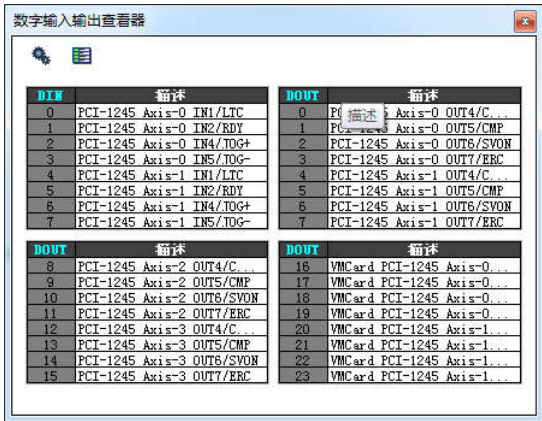 数字输入输出查看器
DIN 描述
0 PCI-1245 Axis-0 IN1/LTC
1 PCI-1245 Axis-0 IN2/RDY
2 PCI-1245 Axis-0 IN4/JOG+
3 PCI-1245 Axis-0 IN5/JOG-
4 PCI-1245 Axis-1 IN1/LTC
5 PCI-1245 Axis-1 IN2/RDY
6 PCI-1245 Axis-1 IN4/JOG+
7 PCI-1245 Axis-1 IN5/JOG-
DOUT 描述
0 Axis-0 OUT4/C...
描述
1 Axis-0 OUT5/CMP
2 PCI-1245 Axis-0 OUT6/SVON
3 PCI-1245 Axis-0 OUT7/ERC
4 PCI-1245 Axis-1 OUT4/C...
5 PCI-1245 Axis-1 OUT5/CMP
6 PCI-1245 Axis-1 OUT6/SVON
7 PCI-1245 Axis-1 OUT7/ERC
DOUT 描述
8 PCI-1245 Axis-2 OUT4/C...
9 PCI-1245 Axis-2 OUT5/CMP
10 PCI-1245 Axis-2 OUT6/SVON
11 PCI-1245 Axis-2 OUT7/ERC
12 PCI-1245 Axis-3 OUT4/C...
13 PCI-1245 Axis-3 OUT5/CMP
14 PCI-1245 Axis-3 OUT6/SVON
15 PCI-1245 Axis-3 OUT7/ERC
DOUT 描述
16 VMCard PCI-1245 Axis-0...
17 VMCard PCI-1245 Axis-0...
18 VMCard PCI-1245 Axis-0...
19 VMCard PCI-1245 Axis-0...
20 VMCard PCI-1245 Axis-1...
21 VMCard PCI-1245 Axis-1...
22 VMCard PCI-1245 Axis-1...
23 VMCard PCI-1245 Axis-1...